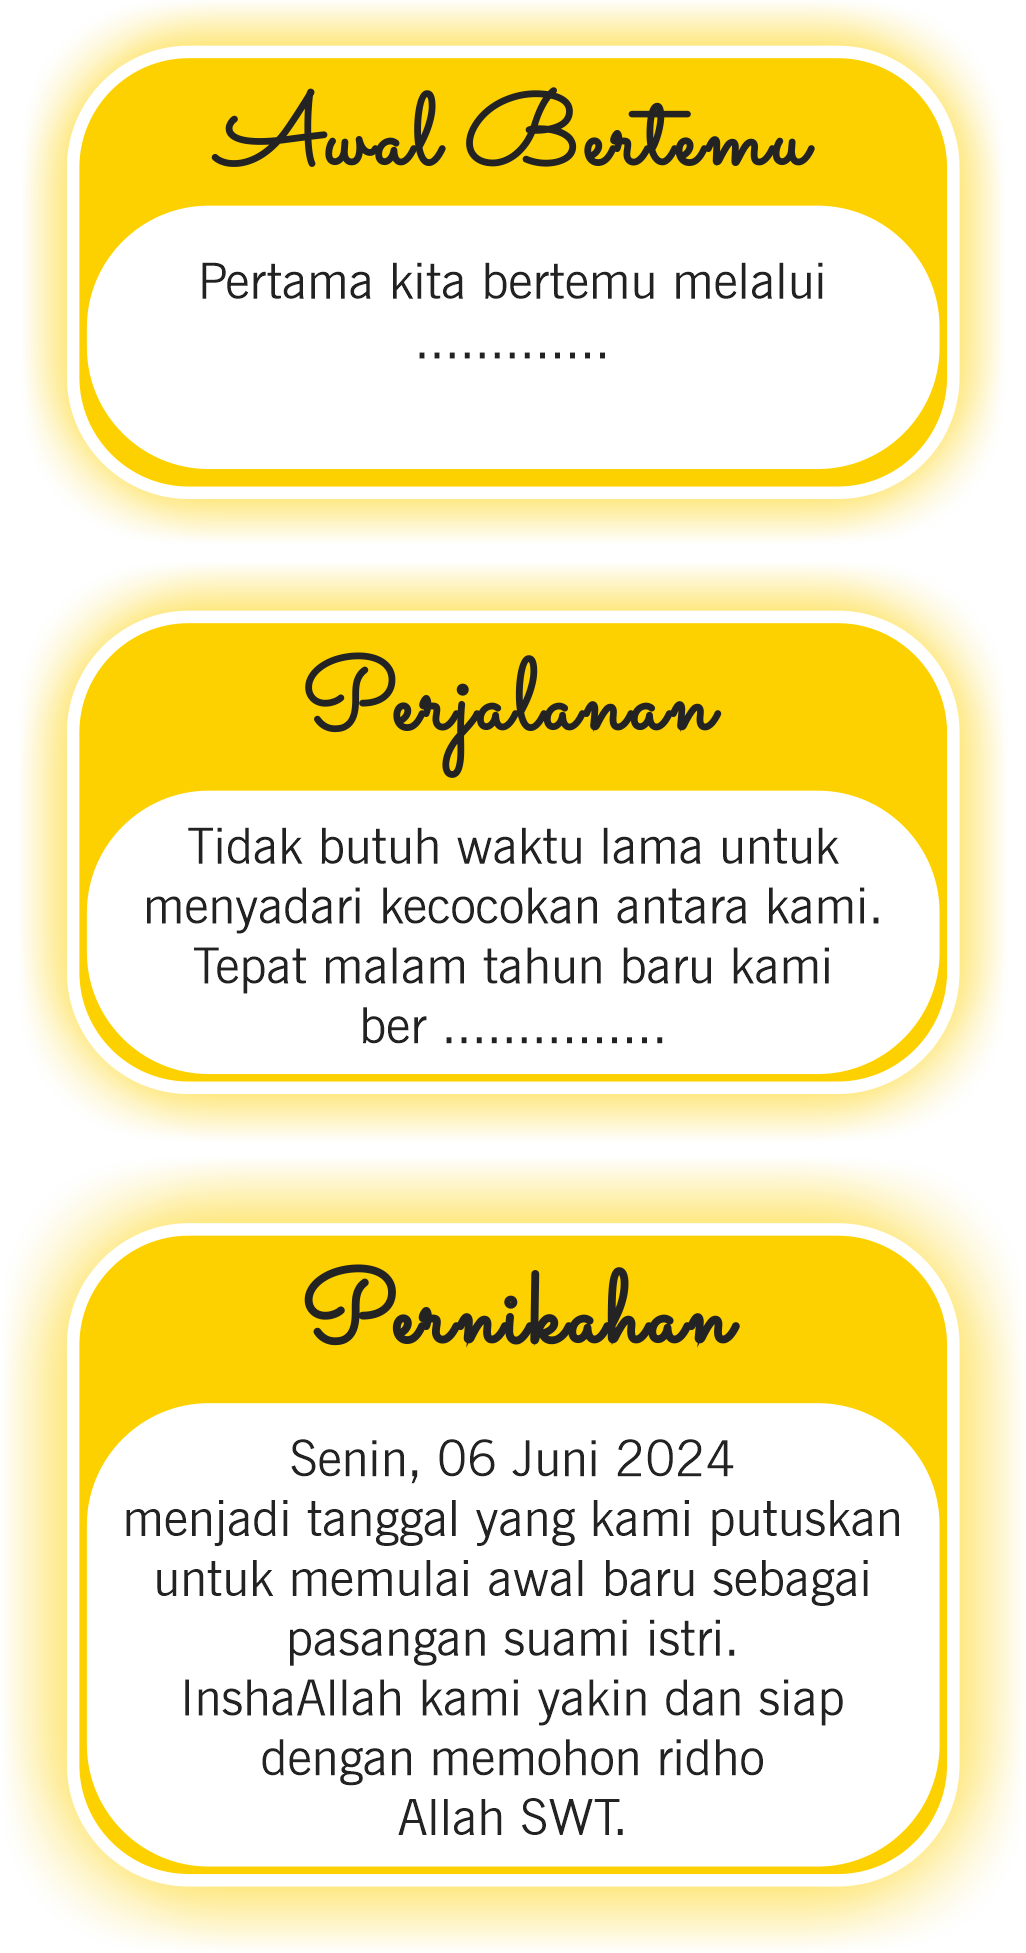 Awal Bertemu
Pertama kita bertemu melalui
.............
Perjalanan
Tidak butuh waktu lama untuk
menyadari kecocokan antara kami.
Tepat malam tahun baru kami
ber ...............
Pernikahan
Senin, 06 Juni 2024
menjadi tanggal yang kami putuskan
untuk memulai awal baru sebagai
pasangan suami istri.
InshaAllah kami yakin dan siap
dengan memohon ridho
Allah SWT.